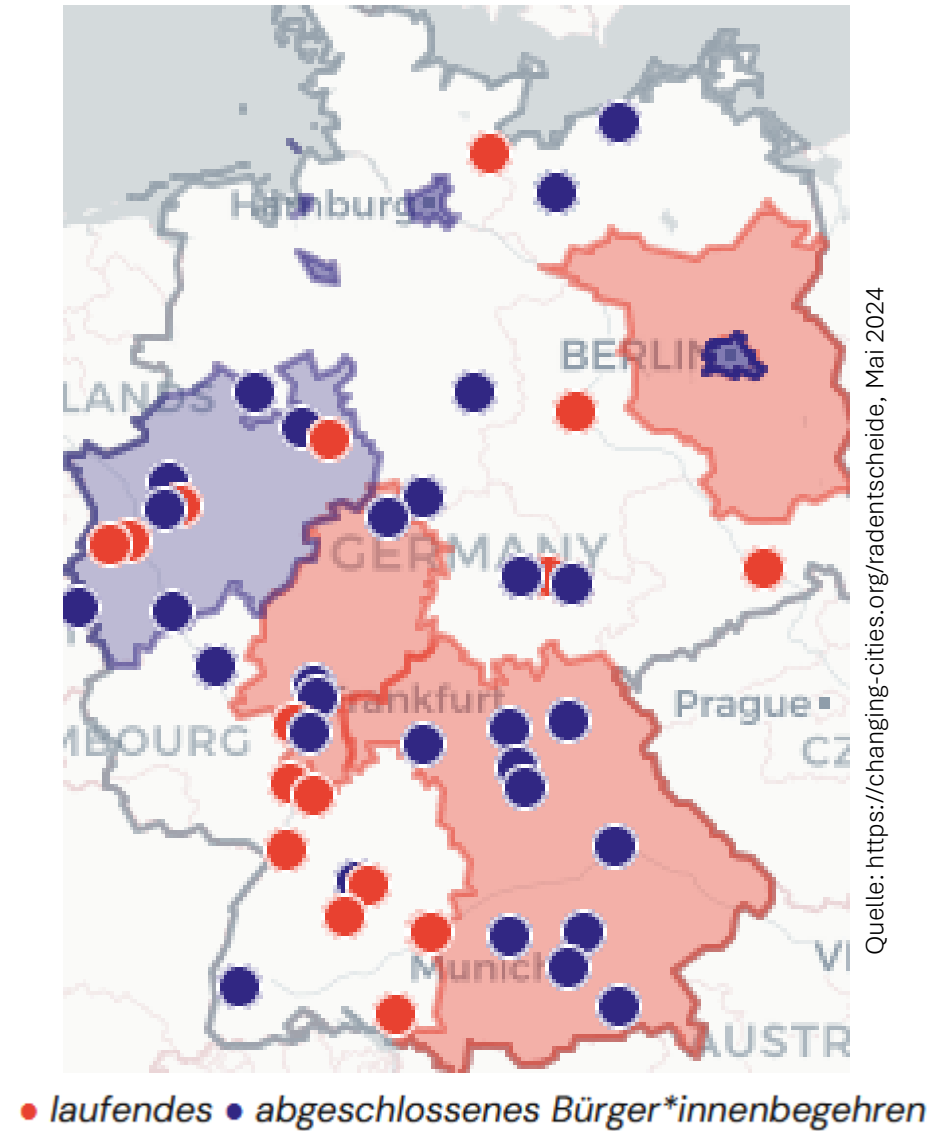 Hamburg
BERLIN
LANDS
GERMANY
Frankfurt
Prague
MBOURG
CZ
Munich
VI
AUSTR
Quelle: https://changing-cities.org/radentscheide, Mai 2024
laufendes abgeschlossenes Bürger*innenbegehren